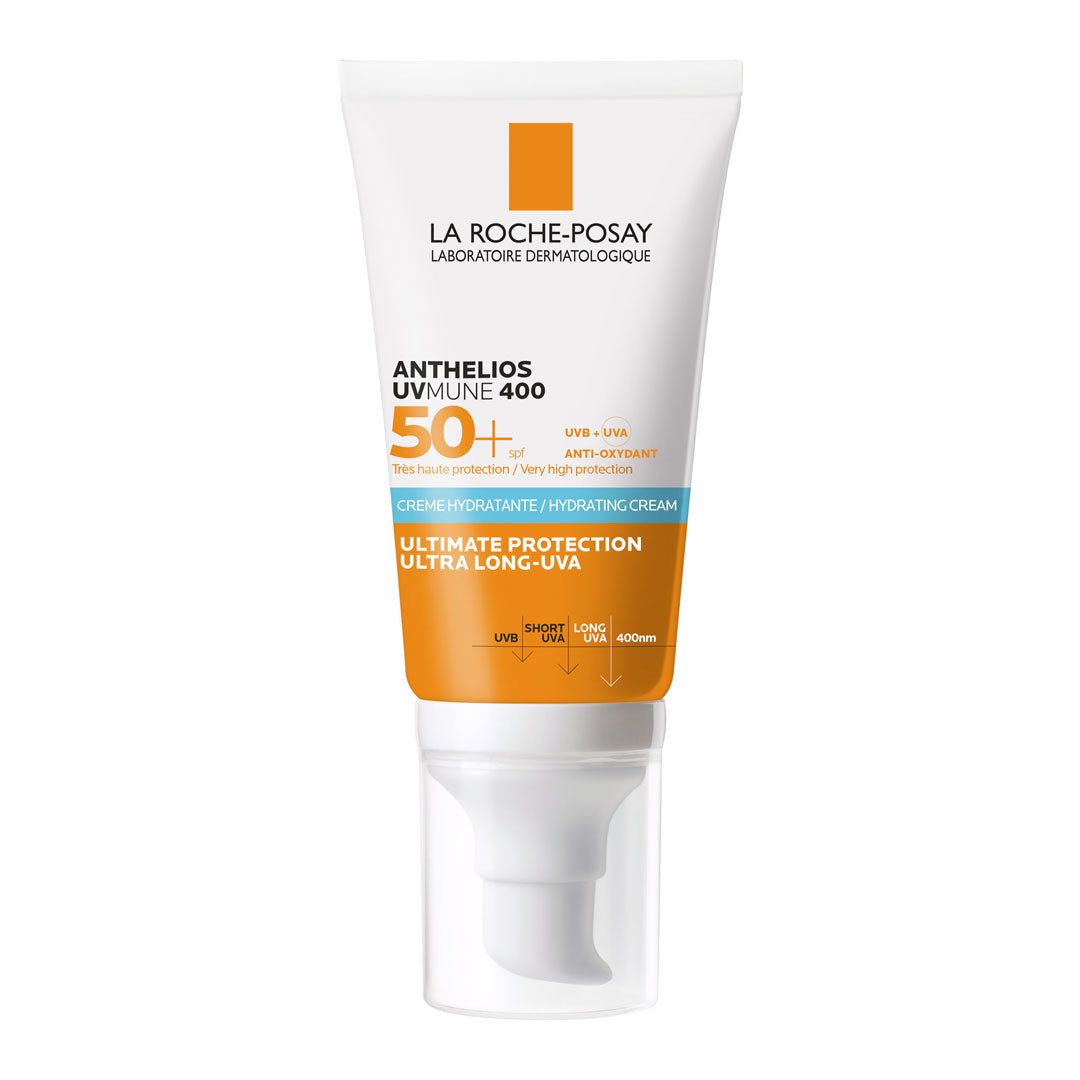 LA ROCHE-POSAY
LABORATOIRE DERMATOLOGIQUE
ANTHELIOS
UVMUNE 400
50+ spf
UVB + UVA
ANTI-OXYDANT
Très haute protection / Very high protection
CREME HYDRATANTE / HYDRATING CREAM
ULTIMATE PROTECTION
ULTRA LONG-UVA
UVB
SHORT UVA
LONG UVA
400nm